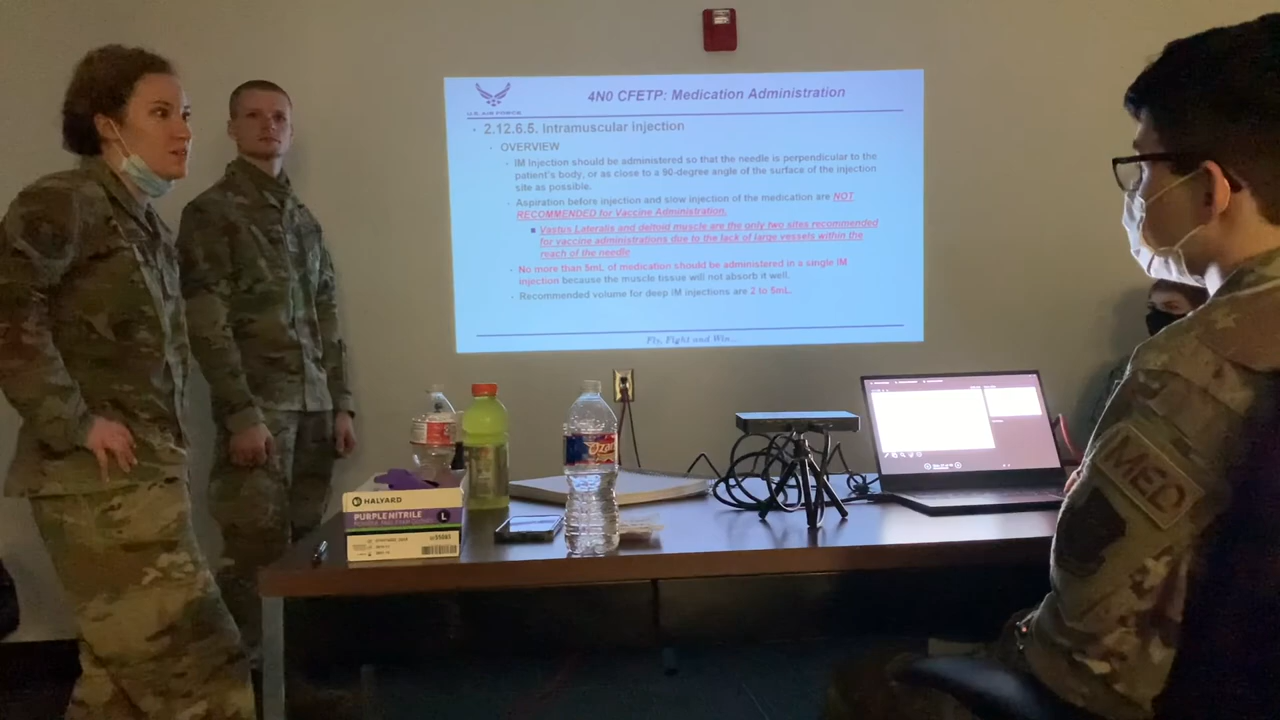 U.S. AIR FORCE
4N0 CFETP: Medication Administration
2.12.6.5. Intramuscular injection
OVERVIEW
IM Injection should be administered so that the needle is perpendicular to the
patient's body, or as close to a 90-degree angle of the surface of the injection
site as possible.
Aspiration before injection and slow injection of the medication are NOT
RECOMMENDED for Vaccine Administration.
Vastus Lateralis and deltoid muscle are the only two sites recommended
for vaccine administrations due to the lack of large vessels within the
reach of the needle
No more than 5mL of medication should be administered in a single IM
injection because the muscle tissue will not absorb it well.
Recommended volume for deep IM injections are 2 to 5mL.
Fly, Fight and Win...
HALYARD
PURPLE NITRILE
L
MED